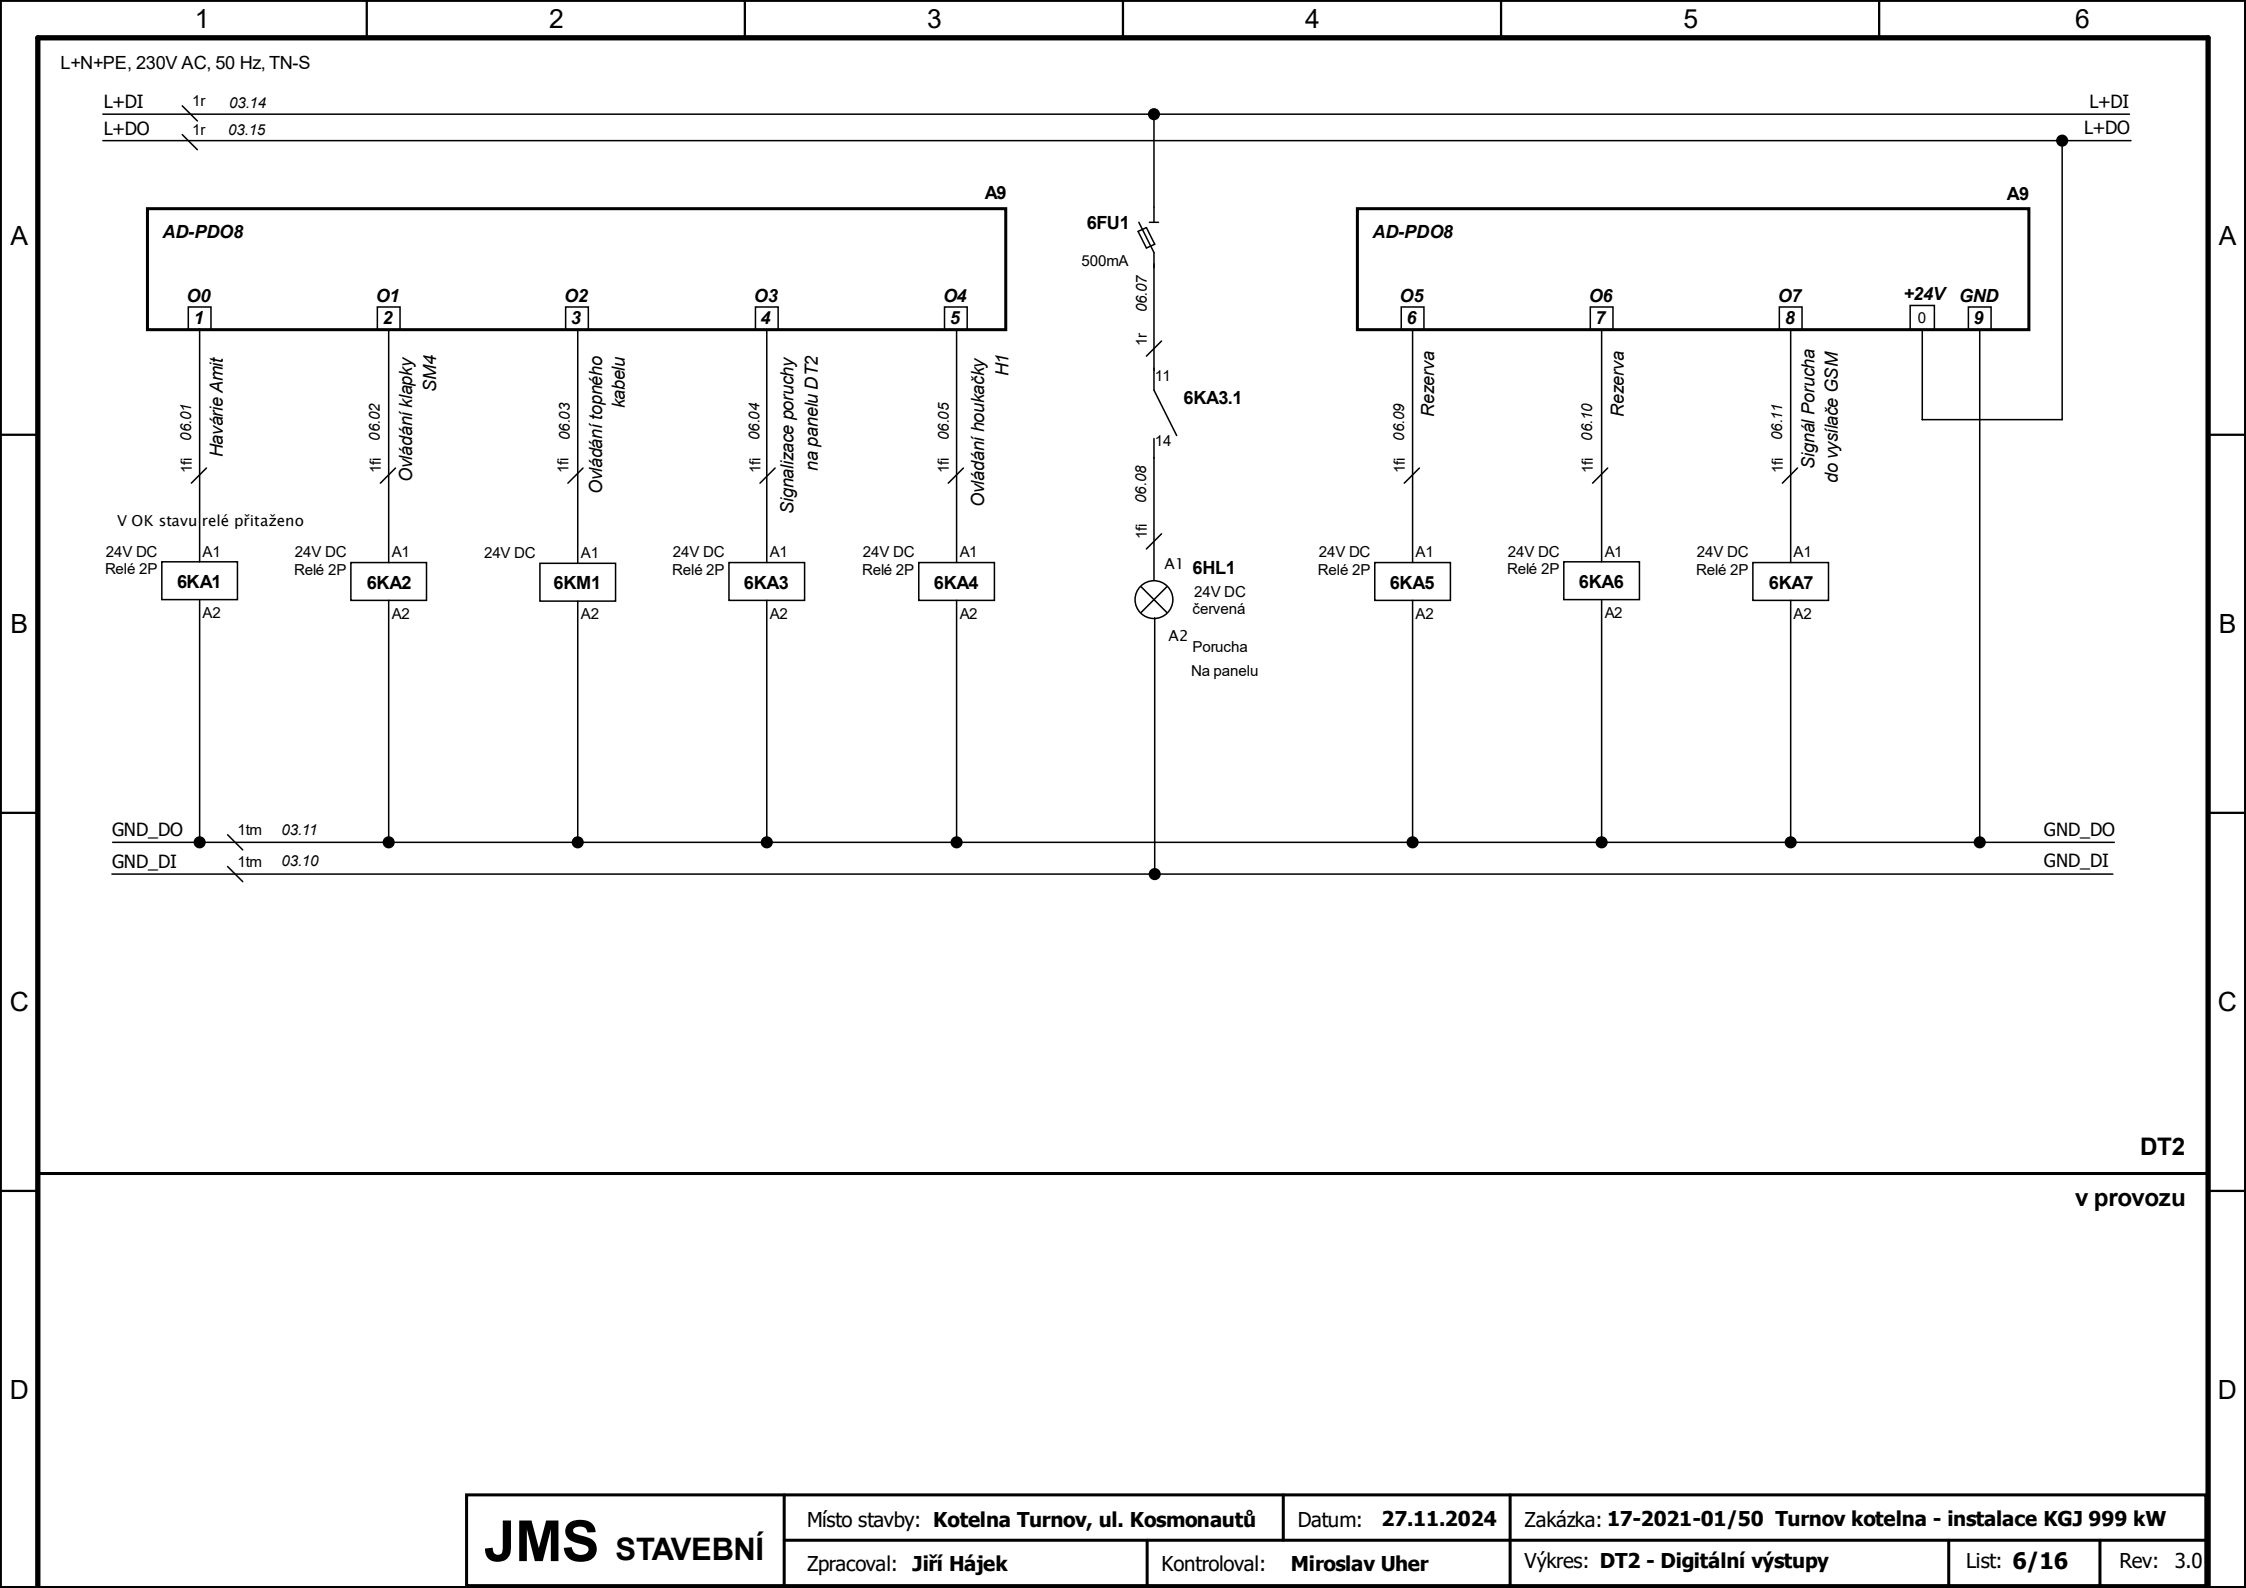 1 2 3 4 5 6
L+N+PE, 230V AC, 50 Hz, TN-S
L+DI 1r 03.14 L+DI
L+DO 1r 03.15 L+DO
A9 A9
AD-PDO8 6FU1 AD-PDO8
A A
500mA
O0 O1 O2 O3 O4 O5 O6 O7 +24V GND
1 2 3 4 5 6 7 8 0 9
06.01
1fi
Havárie Amit
06.02
1fi
Ovládání klapky
SM4
06.03
1fi
Ovládání topného
kabelu
06.04
1fi
Signalizace poruchy
na panelu DT2
06.05
1fi
Ovládání houkačky
H1
06.07
1r
11
6KA3.1
14
06.08
1fi
06.09
1fi
Rezerva
06.10
1fi
Rezerva
06.11
1fi
Signál Porucha
do vysílače GSM
V OK stavu relé přitaženo
24V DC A1
Relé 2P
6KA1
A2
24V DC A1
Relé 2P
6KA2
A2
24V DC A1
6KM1
A2
24V DC A1
Relé 2P
6KA3
A2
24V DC A1
Relé 2P
6KA4
A2
A1 6HL1
24V DC
červená
A2 Porucha
Na panelu
24V DC A1
Relé 2P
6KA5
A2
24V DC A1
Relé 2P
6KA6
A2
24V DC A1
Relé 2P
6KA7
A2
B B
GND_DO 1tm 03.11 GND_DO
GND_DI 1tm 03.10 GND_DI
C C
DT2
v provozu
D D
JMS STAVEBNÍ
Místo stavby: Kotelna Turnov, ul. Kosmonautů Datum: 27.11.2024 Zakázka: 17-2021-01/50 Turnov kotelna - instalace KGJ 999 kW
Zpracoval: Jiří Hájek Kontroloval: Miroslav Uher Výkres: DT2 - Digitální výstupy List: 6/16 Rev: 3.0